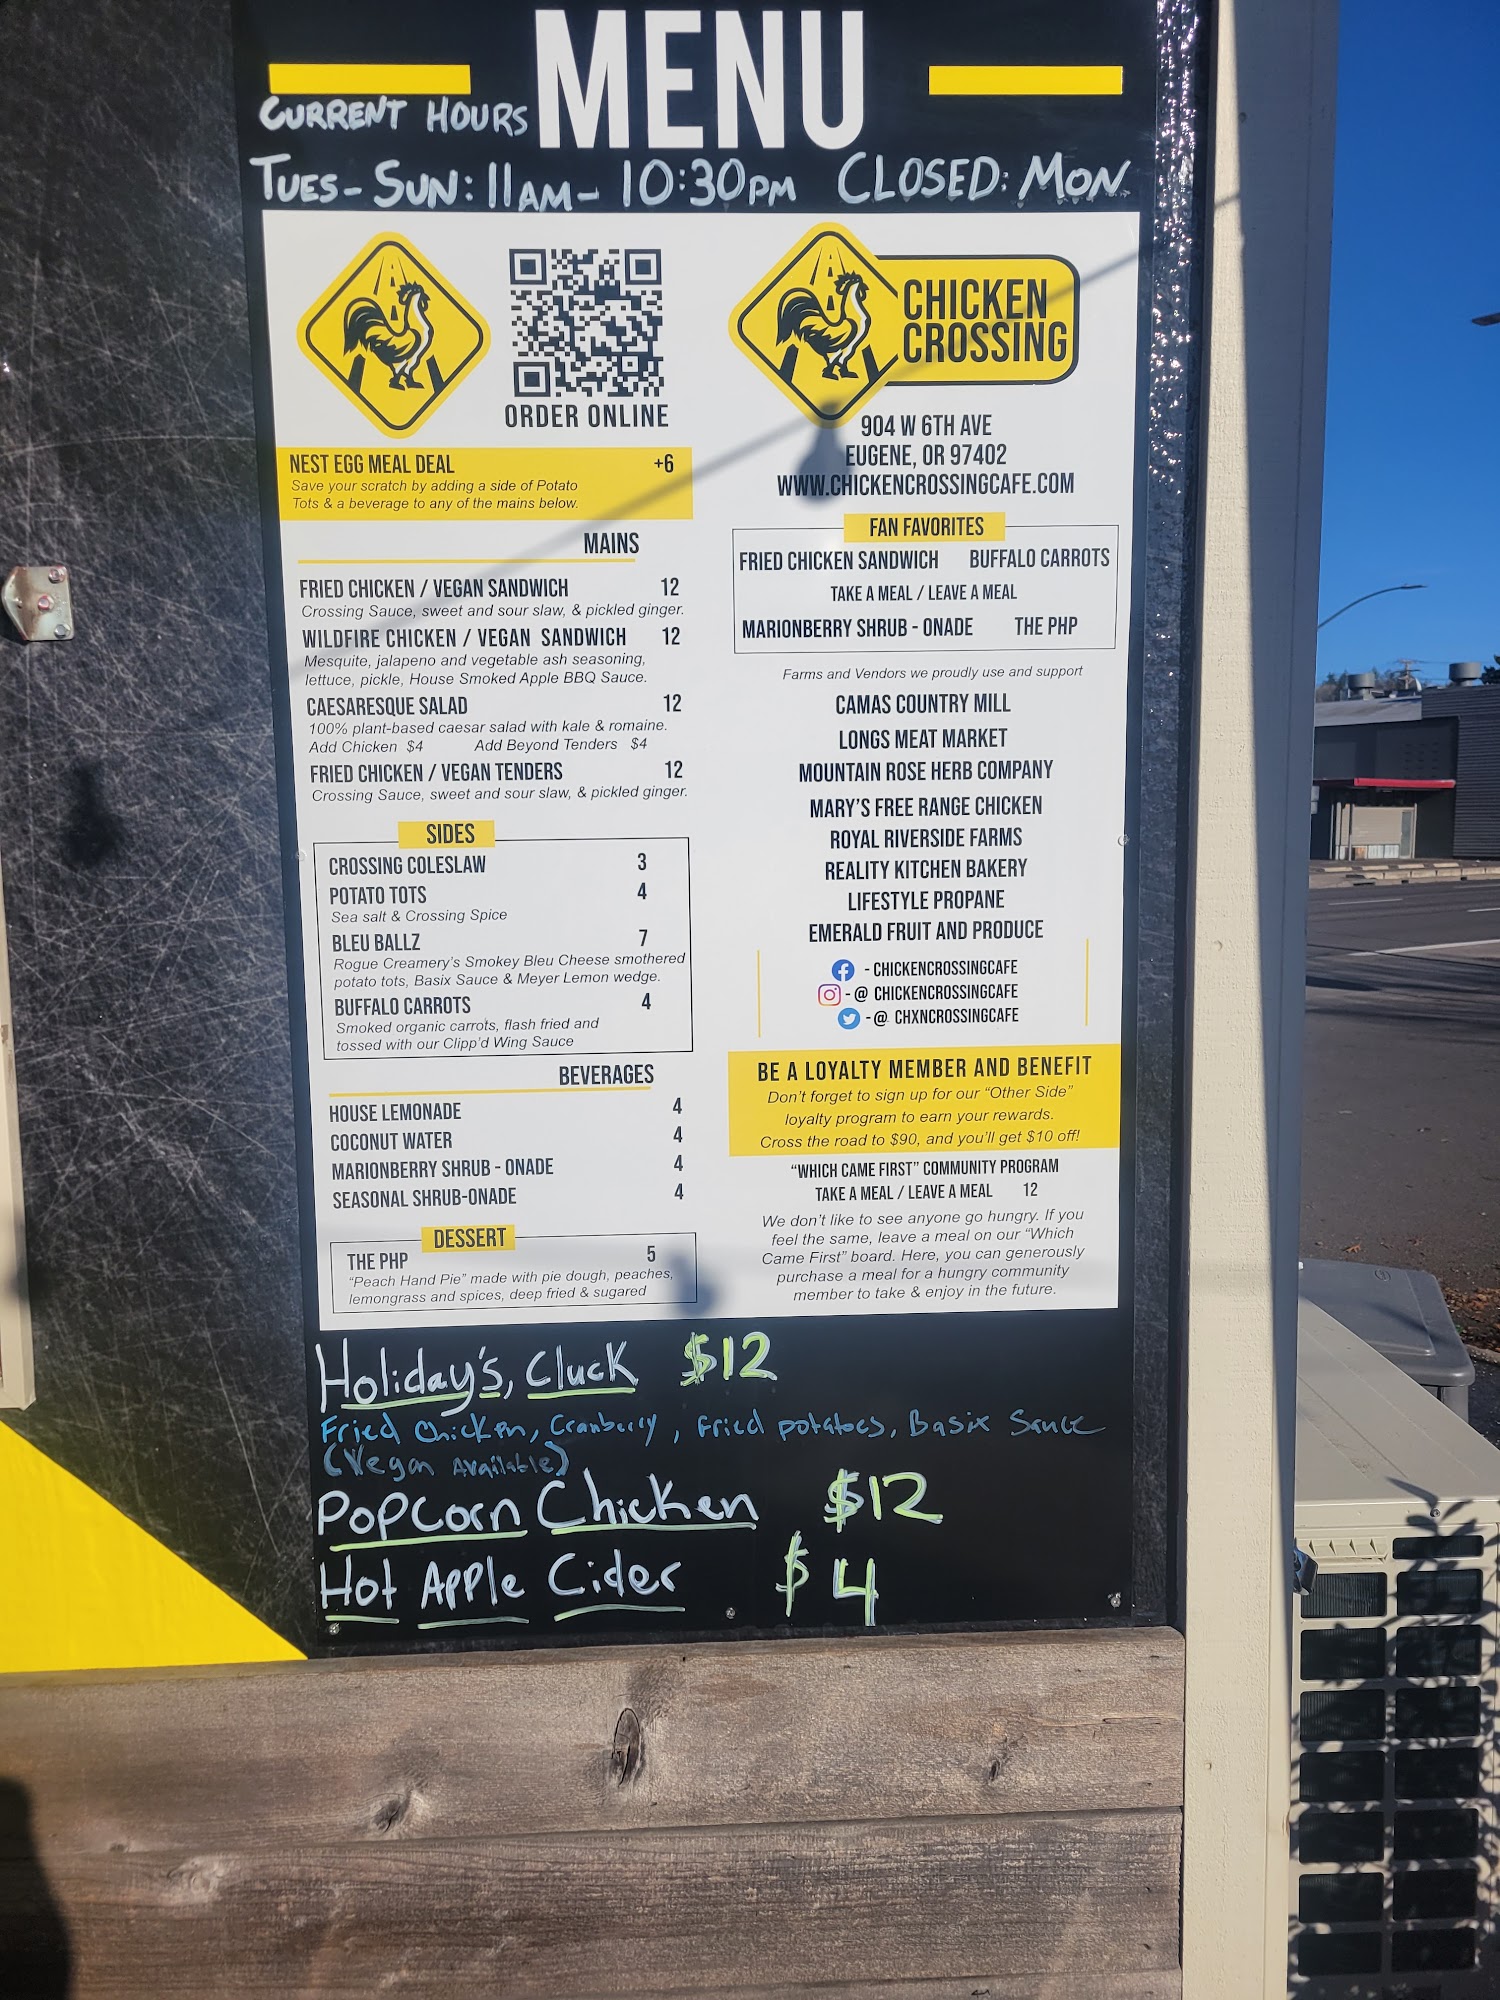 MENU
CURRENT HOURS
TUES-SUN: 11AM- 10:30PM CLOSED: MON
ORDER ONLINE
NEST EGG MEAL DEAL +6
Save your scratch by adding a side of Potato
Tots & a beverage to any of the mains below.
MAINS
FRIED CHICKEN / VEGAN SANDWICH 12
Crossing Sauce, sweet and sour slaw, & pickled ginger.
WILDFIRE CHICKEN / VEGAN SANDWICH 12
Mesquite, jalapeno and vegetable ash seasoning,
lettuce, pickle, House Smoked Apple BBQ Sauce.
CAESARESQUE SALAD 12
100% plant-based caesar salad with kale & romaine.
Add Chicken $4 Add Beyond Tenders $4
FRIED CHICKEN / VEGAN TENDERS 12
Crossing Sauce, sweet and sour slaw, & pickled ginger.
SIDES
CROSSING COLESLAW 3
POTATO TOTS 4
Sea salt & Crossing Spice
BLEU BALLZ 7
Rogue Creamery's Smokey Bleu Cheese smothered
potato tots, Basix Sauce & Meyer Lemon wedge.
BUFFALO CARROTS 4
Smoked organic carrots, flash fried and
tossed with our Clipp'd Wing Sauce
BEVERAGES
HOUSE LEMONADE 4
COCONUT WATER 4
MARIONBERRY SHRUB - ONADE 4
SEASONAL SHRUB-ONADE 4
DESSERT
THE PHP 5
"Peach Hand Pie" made with pie dough, peaches,
lemongrass and spices, deep fried & sugared
CHICKEN
CROSSING
904 W 6TH AVE
EUGENE, OR 97402
WWW.CHICKENCROSSINGCAFE.COM
FAN FAVORITES
FRIED CHICKEN SANDWICH BUFFALO CARROTS
TAKE A MEAL / LEAVE A MEAL
MARIONBERRY SHRUB - ONADE THE PHP
Farms and Vendors we proudly use and support
CAMAS COUNTRY MILL
LONGS MEAT MARKET
MOUNTAIN ROSE HERB COMPANY
MARY'S FREE RANGE CHICKEN
ROYAL RIVERSIDE FARMS
REALITY KITCHEN BAKERY
LIFESTYLE PROPANE
EMERALD FRUIT AND PRODUCE
- CHICKENCROSSINGCAFE
- @ CHICKENCROSSINGCAFE
- @ CHXNCROSSINGCAFE
BE A LOYALTY MEMBER AND BENEFIT
Don't forget to sign up for our "Other Side"
loyalty program to earn your rewards.
Cross the road to $90, and you'll get $10 off!
"WHICH CAME FIRST" COMMUNITY PROGRAM
TAKE A MEAL / LEAVE A MEAL 12
We don't like to see anyone go hungry. If you
feel the same, leave a meal on our "Which
Came First" board. Here, you can generously
purchase a meal for a hungry community
member to take & enjoy in the future.
Holiday's, Cluck $12
Fried Chicken, Cranberry, Fried potatoes, Basix Sauce
(Vegan Available)
Popcorn Chicken $12
Hot Apple Cider $4